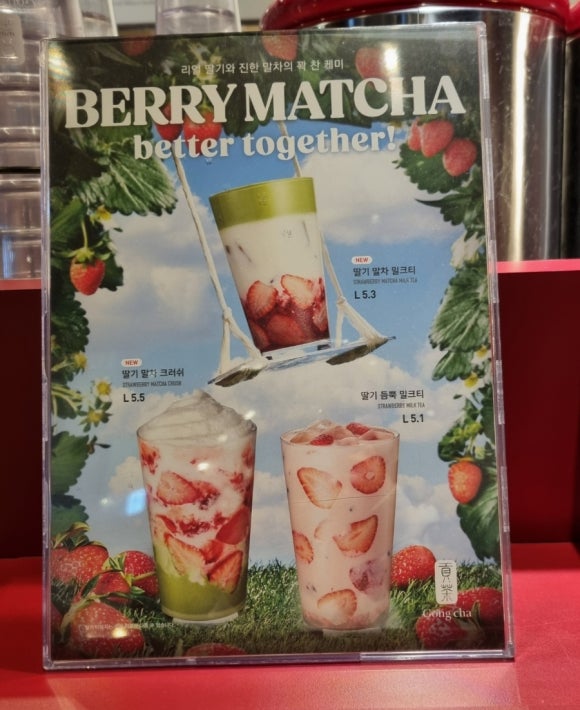 리얼 딸기와 진한 말차의 꽉 찬 케미
BERRY MATCHA
better together!
NEW
딸기 말차 밀크티
STRAWBERRY MATCHA MILK TEA
L 5.3
NEW
딸기 말차 크러쉬
STRAWBERRY MATCHA CRUSH
L 5.5
딸기 듬뿍 밀크티
STRAWBERRY MILK TEA
L 5.1
貢茶
Gong cha